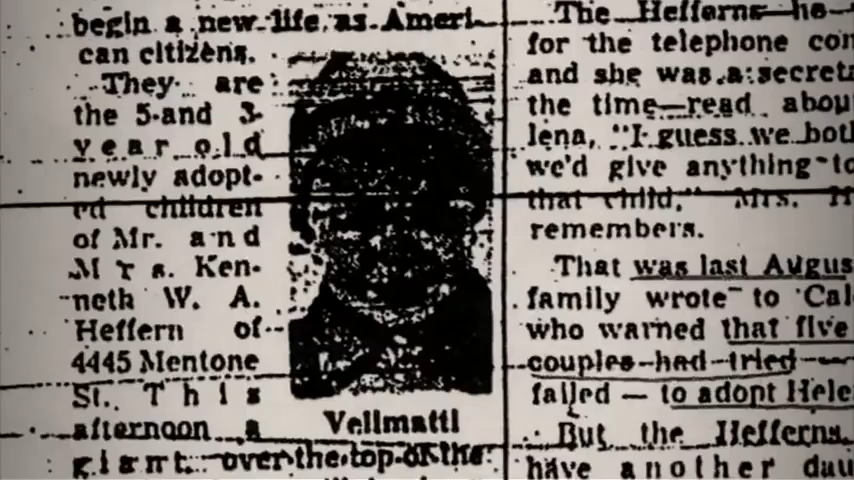 begin a new life as Ameri-
can citizens.
They are
the 5-and 3-
year old
newly adopt-
ed children
of Mr. and
Mrs. Ken-
neth W. A.
Heffern of
4445 Mentone
St. This
afternoon a
giant over-the-top-of-the-
Vellmatti
The Hefferns he
for the telephone con
and she was a secreta
the time—read abou
lena, "I guess we bot
we'd give anything to
that child," Mrs. H
remembers.
That was last Augus
family wrote to Cal
who warned that five
couples had tried —
failed — to adopt Hele
But the Hefferns
have another dau